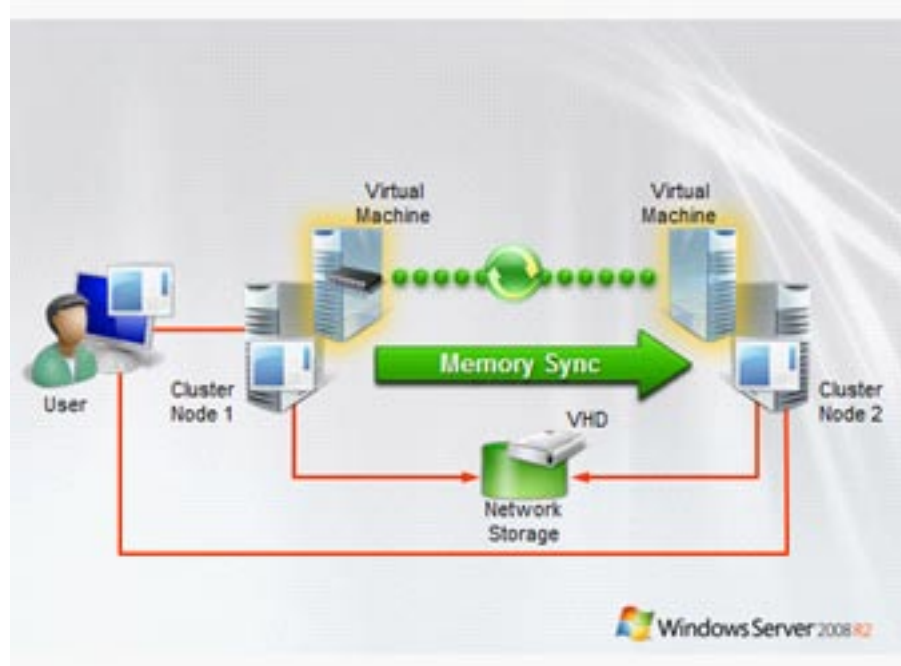 Virtual
Machine
Virtual
Machine
Memory Sync
User
Cluster
Node 1
Cluster
Node 2
VHD
Network
Storage
Windows Server 2008 R2